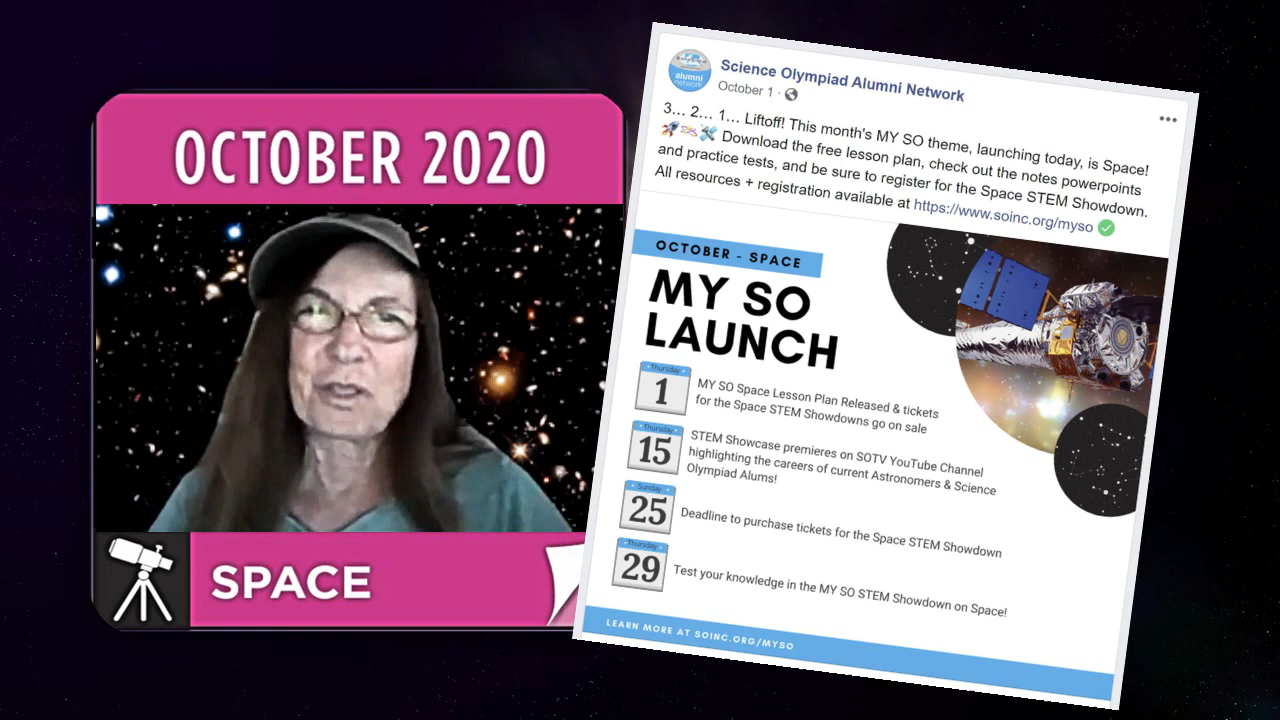 OCTOBER 2020
SPACE
alumni
network
Science Olympiad Alumni Network
October 1 ·
3... 2... 1... Liftoff! This month's MY SO theme, launching today, is Space!
Download the free lesson plan, check out the notes powerpoints
and practice tests, and be sure to register for the Space STEM Showdown.
All resources + registration available at https://www.soinc.org/myso
OCTOBER - SPACE
MY SO
LAUNCH
Thursday
1
MY SO Space Lesson Plan Released & tickets
for the Space STEM Showdowns go on sale
Thursday
15
STEM Showcase premieres on SOTV YouTube Channel
highlighting the careers of current Astronomers & Science
Olympiad Alums!
Sunday
25
Deadline to purchase tickets for the Space STEM Showdown
Thursday
29
Test your knowledge in the MY SO STEM Showdown on Space!
LEARN MORE AT SOINC.ORG/MYSO